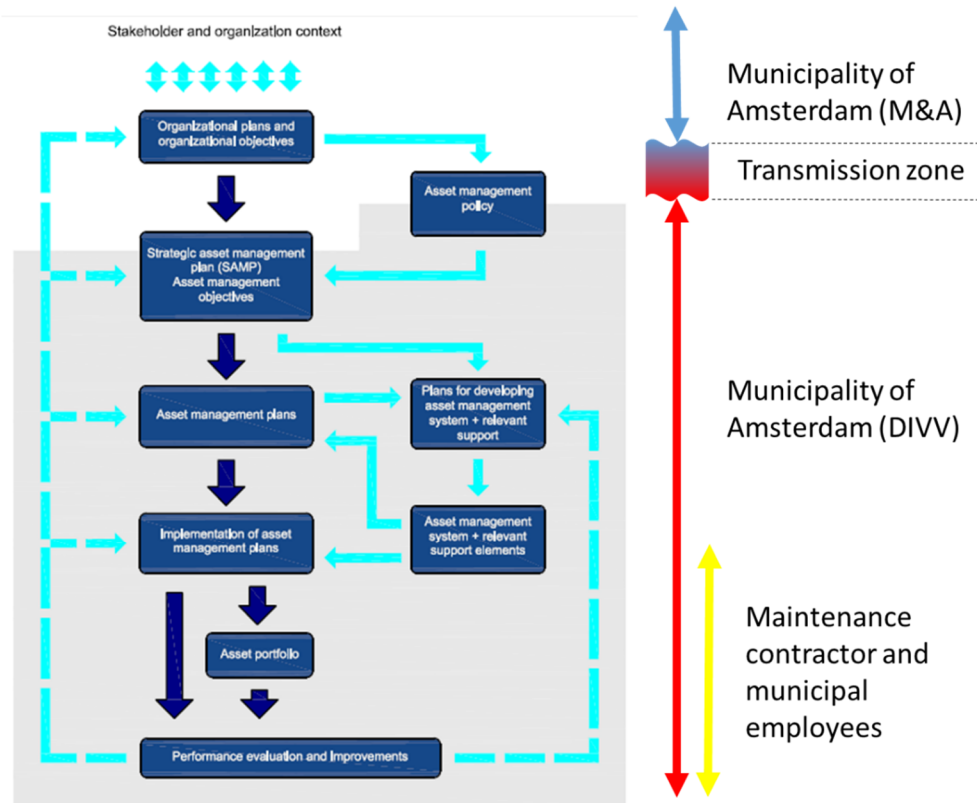 Stakeholder and organization context
Organizational plans and
organizational objectives
Asset management
policy
Strategic asset management
plan (SAMP)
Asset management
objectives
Asset management plans
Plans for developing
asset management
system + relevant
support
Implementation of asset
management plans
Asset management
system + relevant
support elements
Asset portfolio
Performance evaluation and Improvements
Municipality of
Amsterdam (M&A)
Transmission zone
Municipality of
Amsterdam (DIVV)
Maintenance
contractor and
municipal
employees